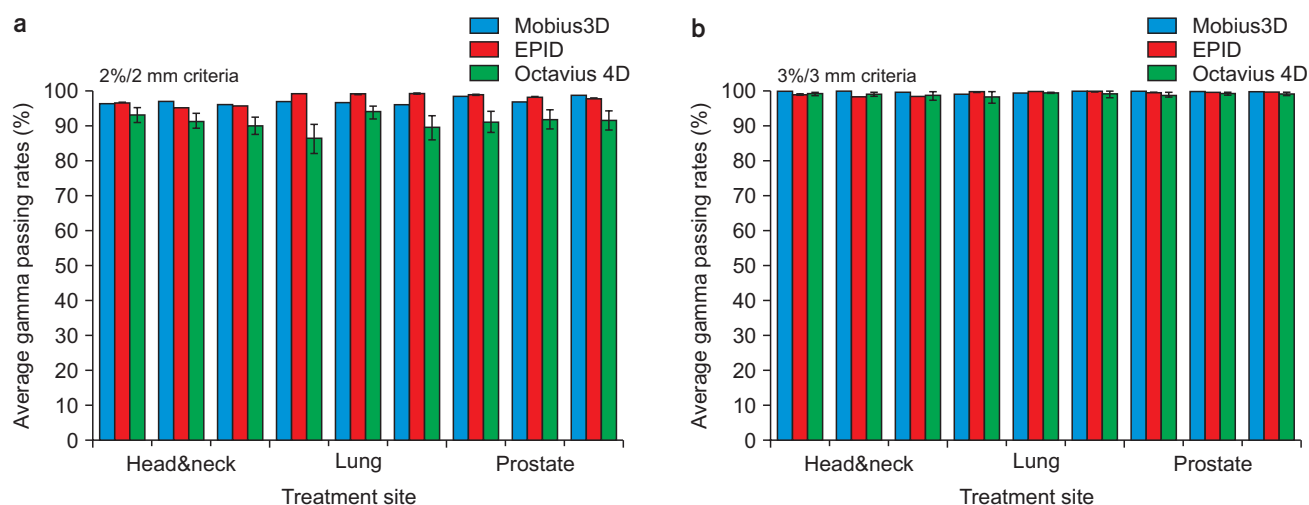 a
Mobius3D
EPID
Octavius 4D
2%/2 mm criteria
Average gamma passing rates (%)
100
90
80
70
60
50
40
30
20
10
0
Head&neck
Lung
Prostate
Treatment site
b
Mobius3D
EPID
Octavius 4D
3%/3 mm criteria
Average gamma passing rates (%)
100
90
80
70
60
50
40
30
20
10
0
Head&neck
Lung
Prostate
Treatment site